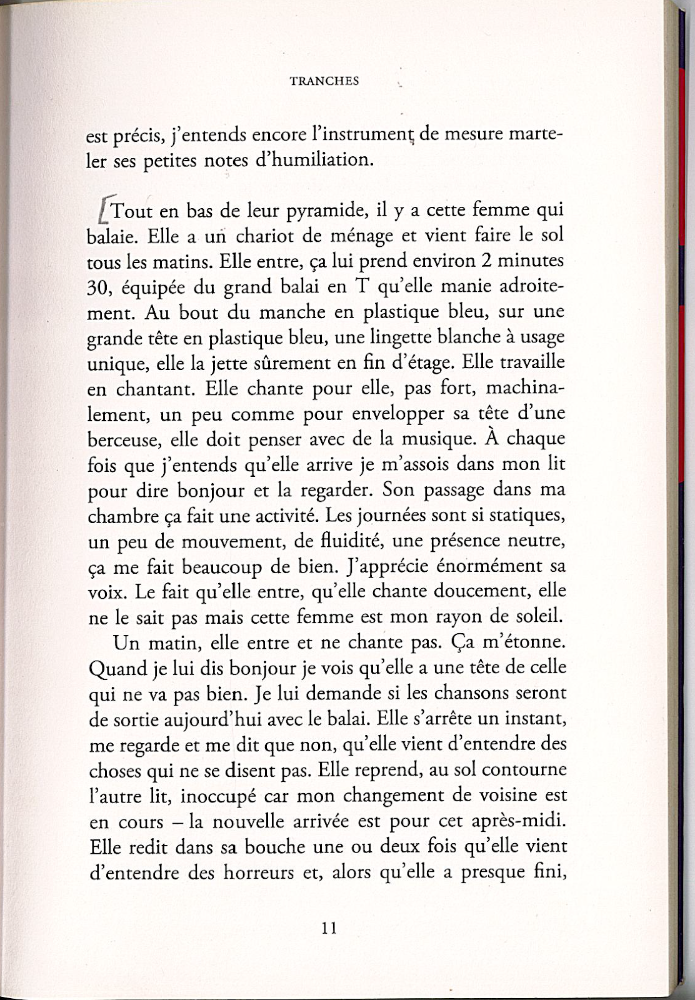 TRANCHES
est précis, j’entends encore l’instrument de mesure marte-
ler ses petites notes d’humiliation.
[Tout en bas de leur pyramide, il y a cette femme qui
balaie. Elle a un chariot de ménage et vient faire le sol
tous les matins. Elle entre, ça lui prend environ 2 minutes
30, équipée du grand balai en T qu’elle manie adroite-
ment. Au bout du manche en plastique bleu, sur une
grande tête en plastique bleu, une lingette blanche à usage
unique, elle la jette sûrement en fin d’étage. Elle travaille
en chantant. Elle chante pour elle, pas fort, machina-
lement, un peu comme pour envelopper sa tête d’une
berceuse, elle doit penser avec de la musique. À chaque
fois que j’entends qu’elle arrive je m’assois dans mon lit
pour dire bonjour et la regarder. Son passage dans ma
chambre ça fait une activité. Les journées sont si statiques,
un peu de mouvement, de fluidité, une présence neutre,
ça me fait beaucoup de bien. J’apprécie énormément sa
voix. Le fait qu’elle entre, qu’elle chante doucement, elle
ne le sait pas mais cette femme est mon rayon de soleil.
Un matin, elle entre et ne chante pas. Ça m’étonne.
Quand je lui dis bonjour je vois qu’elle a une tête de celle
qui ne va pas bien. Je lui demande si les chansons seront
de sortie aujourd’hui avec le balai. Elle s’arrête un instant,
me regarde et me dit que non, qu’elle vient d’entendre des
choses qui ne se disent pas. Elle reprend, au sol contourne
l’autre lit, inoccupé car mon changement de voisine est
en cours – la nouvelle arrivée est pour cet après-midi.
Elle redit dans sa bouche une ou deux fois qu’elle vient
d’entendre des horreurs et, alors qu’elle a presque fini,
11